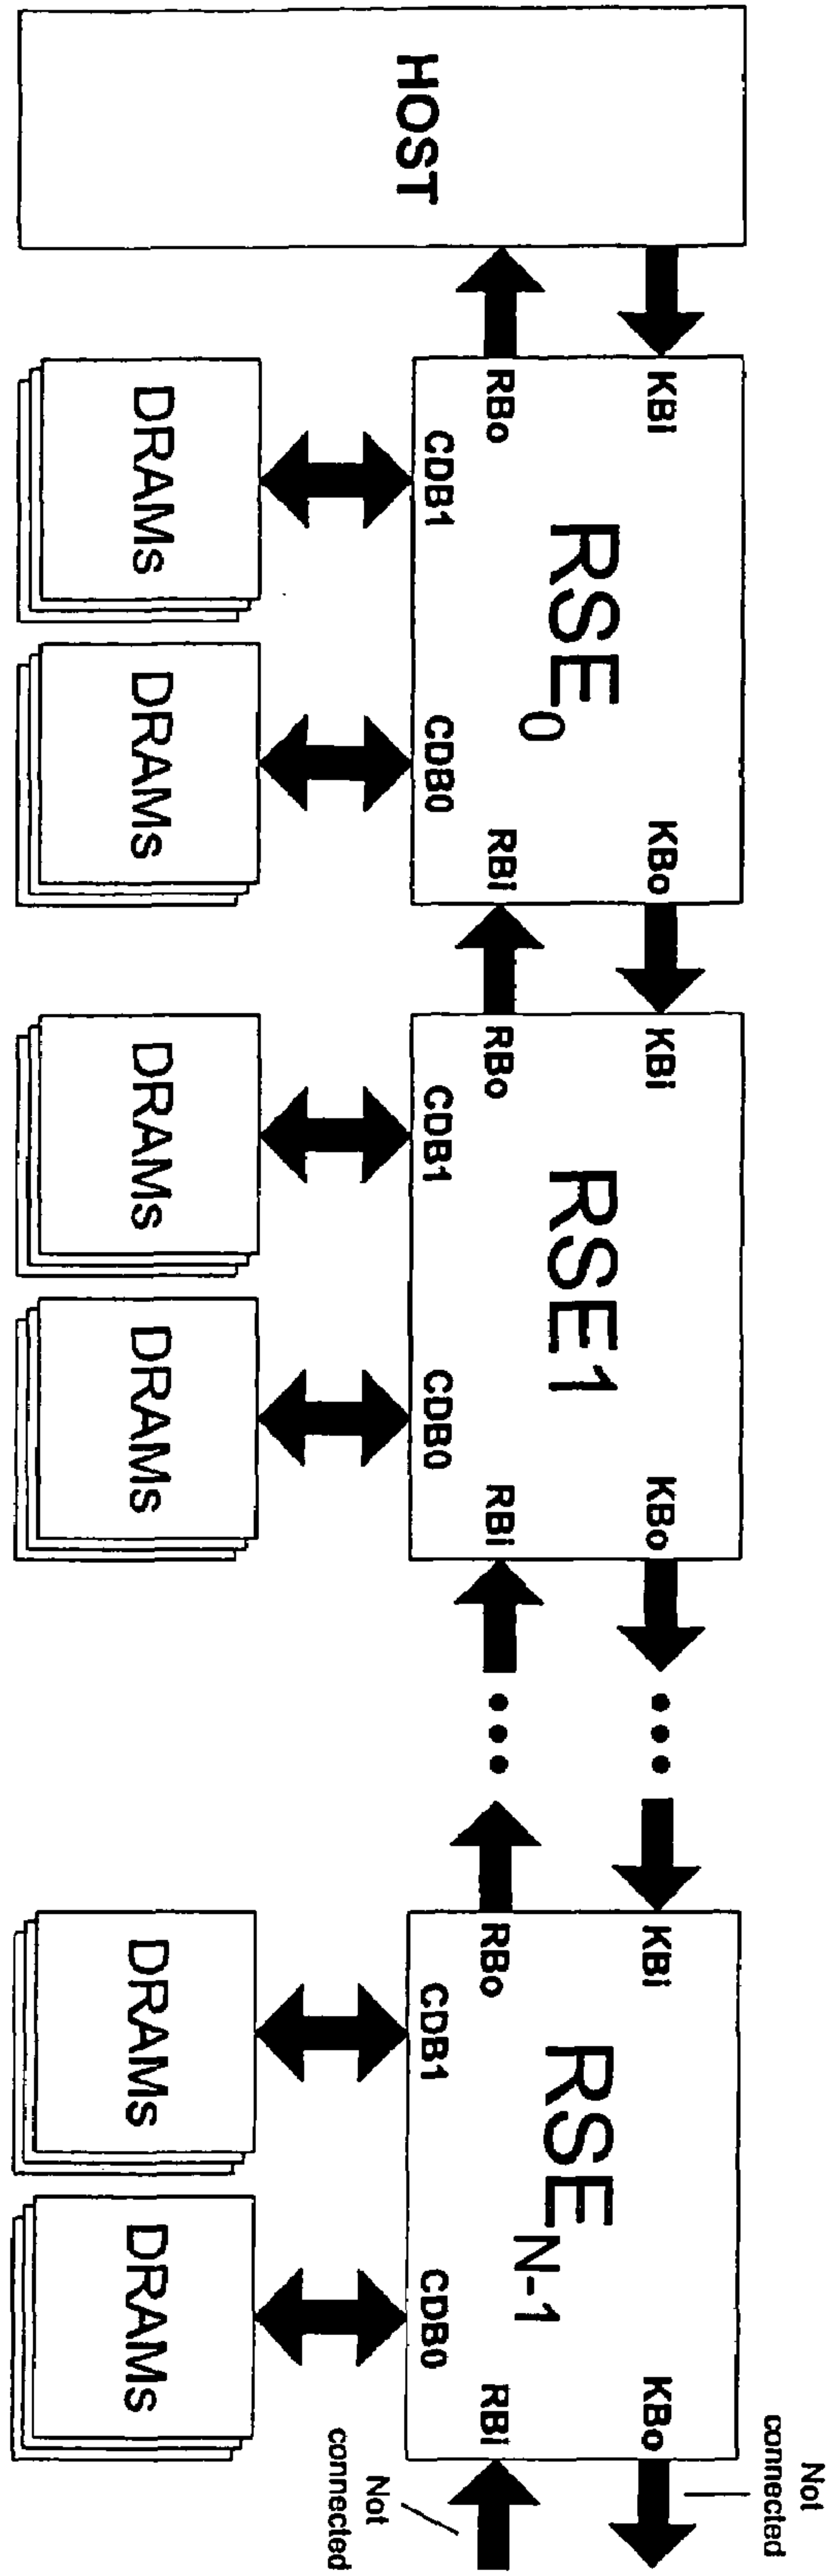 HOST
KBi
RBo
RSE0
CDB1
CDB0
KBo
RBi
DRAMs
DRAMs
KBi
RBo
RSE1
CDB1
CDB0
KBo
RBi
DRAMs
DRAMs
KBi
RBo
RSEN-1
CDB1
CDB0
KBo
RBi
DRAMs
DRAMs
Not
connected
Not
connected